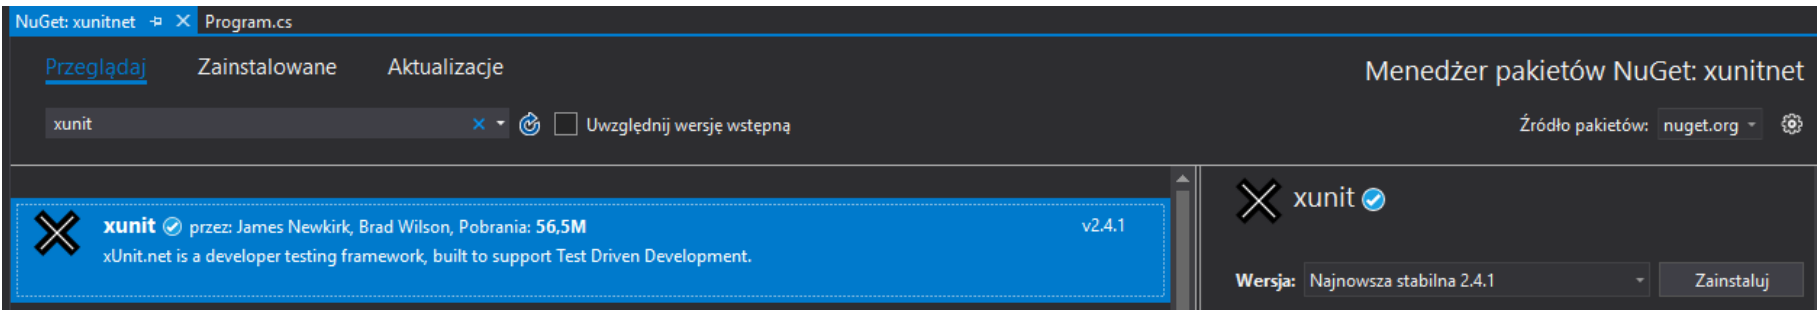 NuGet: xunitnet Program.cs
Przeglądaj Zainstalowane Aktualizacje
Menedżer pakietów NuGet: xunitnet
xunit Uwzględnij wersję wstępną
Źródło pakietów: nuget.org
xunit przez: James Newkirk, Brad Wilson, Pobrania: 56,5M v2.4.1
xUnit.net is a developer testing framework, built to support Test Driven Development.
xunit
Wersja: Najnowsza stabilna 2.4.1 Zainstaluj